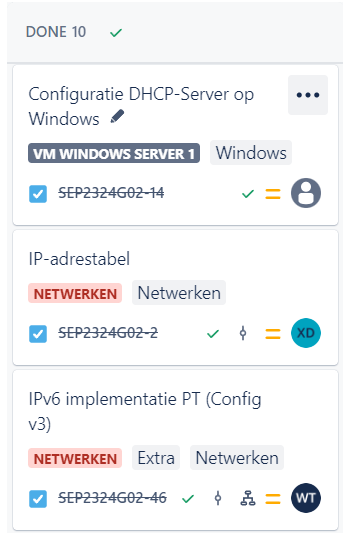 DONE 10
Configuratie DHCP-Server op
Windows
VM WINDOWS SERVER 1 Windows
SEP2324G02-14
IP-adrestabel
NETWERKEN Netwerken
SEP2324G02-2 XD
IPv6 implementatie PT (Config
v3)
NETWERKEN Extra Netwerken
SEP2324G02-46 WT